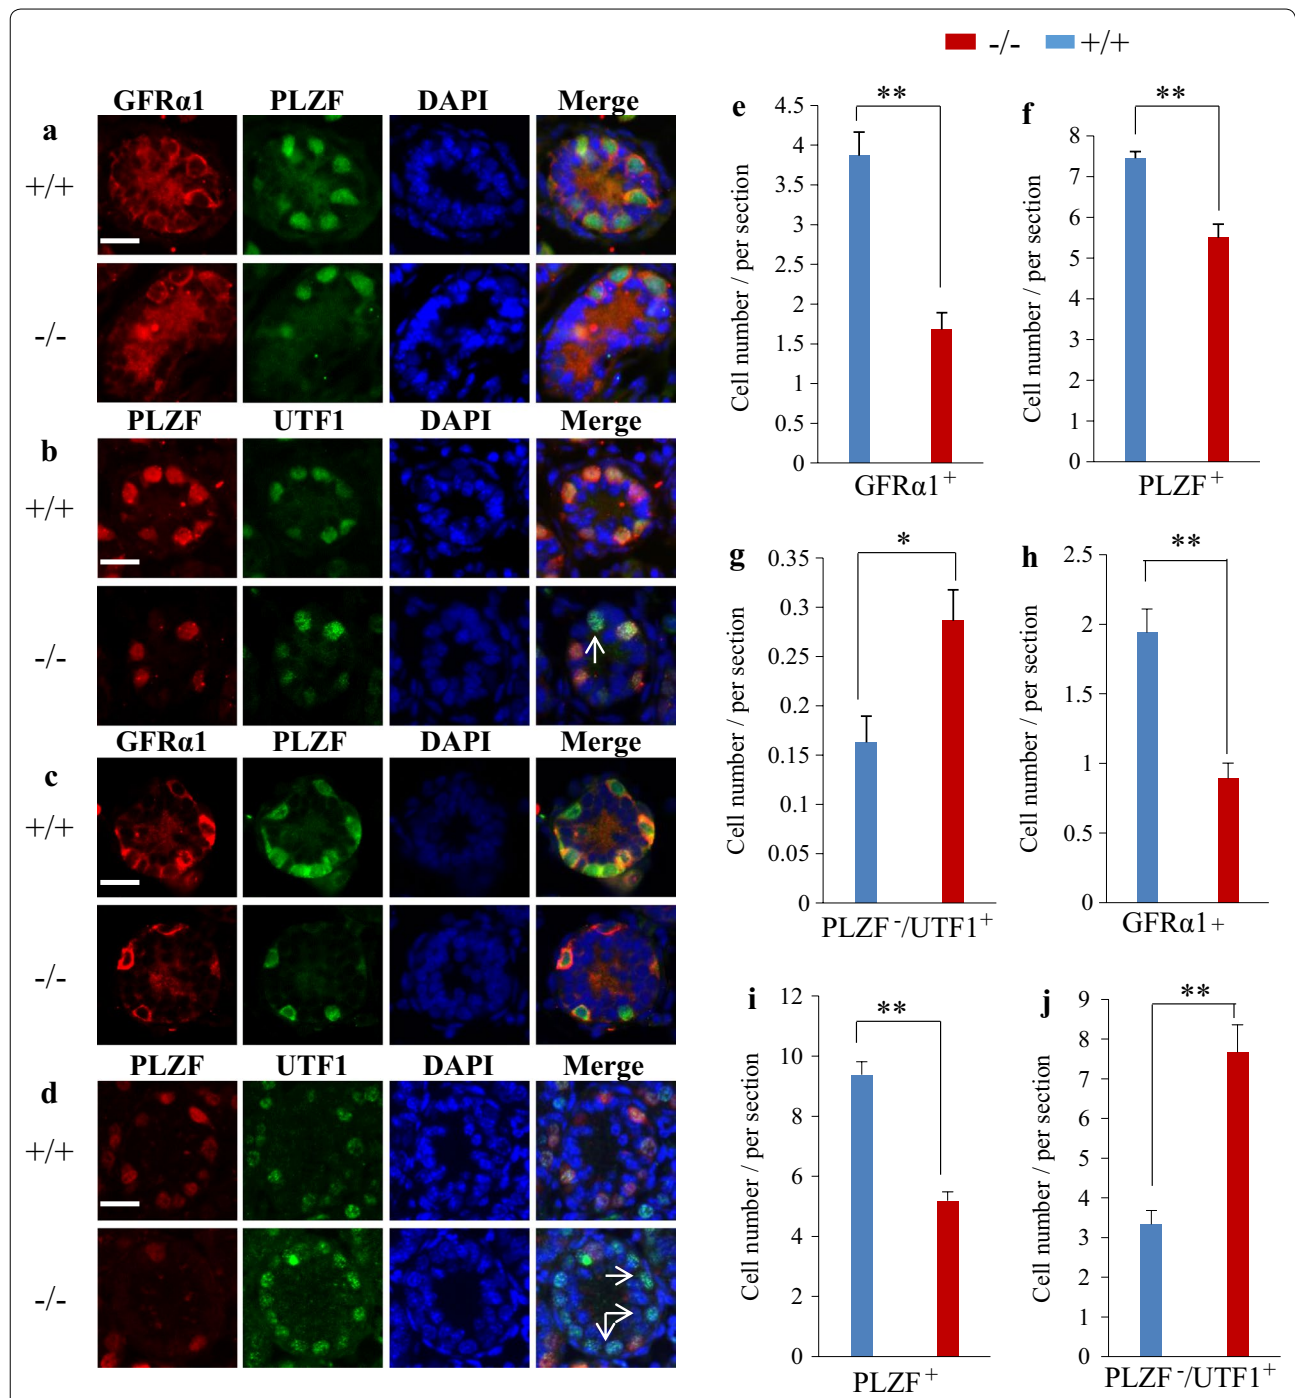 -/- +/+
GFRα1 PLZF DAPI Merge
a
+/+
-/-
PLZF UTF1 DAPI Merge
b
+/+
-/-
GFRα1 PLZF DAPI Merge
c
+/+
-/-
PLZF UTF1 DAPI Merge
d
+/+
-/-
e
**
Cell number / per section
4.5
4
3.5
3
2.5
2
1.5
1
0.5
0
GFRα1⁺
f
**
Cell number / per section
8
7
6
5
4
3
2
1
0
PLZF⁺
g
*
Cell number / per section
0.35
0.3
0.25
0.2
0.15
0.1
0.05
0
PLZF⁻/UTF1⁺
h
**
Cell number / per section
2.5
2
1.5
1
0.5
0
GFRα1+
i
**
Cell number / per section
12
10
8
6
4
2
0
PLZF⁺
j
**
Cell number / per section
9
8
7
6
5
4
3
2
1
0
PLZF⁻/UTF1⁺